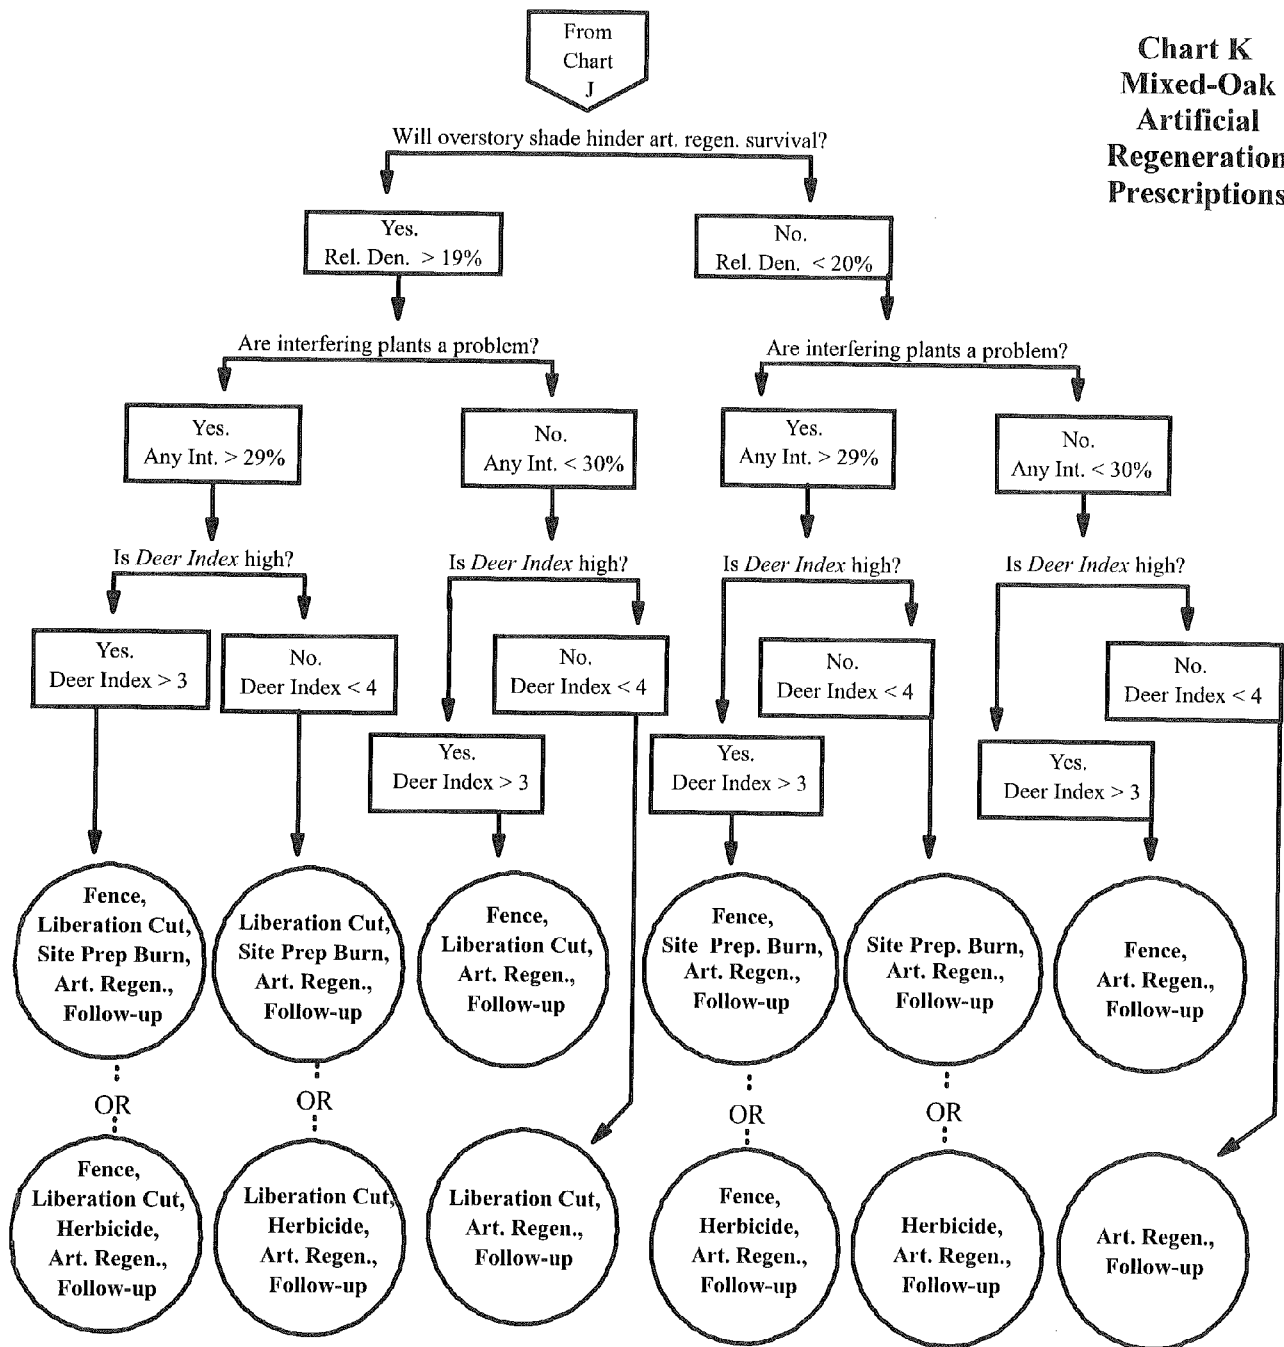 From
Chart
J
Chart K
Mixed-Oak
Artificial
Regeneration
Prescriptions
Will overstory shade hinder art. regen. survival?
Yes.
Rel. Den. > 19%
No.
Rel. Den. < 20%
Are interfering plants a problem?
Are interfering plants a problem?
Yes.
Any Int. > 29%
No.
Any Int. < 30%
Yes.
Any Int. > 29%
No.
Any Int. < 30%
Is Deer Index high?
Is Deer Index high?
Is Deer Index high?
Is Deer Index high?
Yes.
Deer Index > 3
No.
Deer Index < 4
No.
Deer Index < 4
No.
Deer Index < 4
No.
Deer Index < 4
Yes.
Deer Index > 3
Yes.
Deer Index > 3
Yes.
Deer Index > 3
Fence,
Liberation Cut,
Site Prep Burn,
Art. Regen.,
Follow-up
Liberation Cut,
Site Prep Burn,
Art. Regen.,
Follow-up
Fence,
Liberation Cut,
Art. Regen.,
Follow-up
Fence,
Site Prep. Burn,
Art. Regen.,
Follow-up
Site Prep. Burn,
Art. Regen.,
Follow-up
Fence,
Art. Regen.,
Follow-up
OR
OR
OR
OR
Fence,
Liberation Cut,
Herbicide,
Art. Regen.,
Follow-up
Liberation Cut,
Herbicide,
Art. Regen.,
Follow-up
Liberation Cut,
Art. Regen.,
Follow-up
Fence,
Herbicide,
Art. Regen.,
Follow-up
Herbicide,
Art. Regen.,
Follow-up
Art. Regen.,
Follow-up